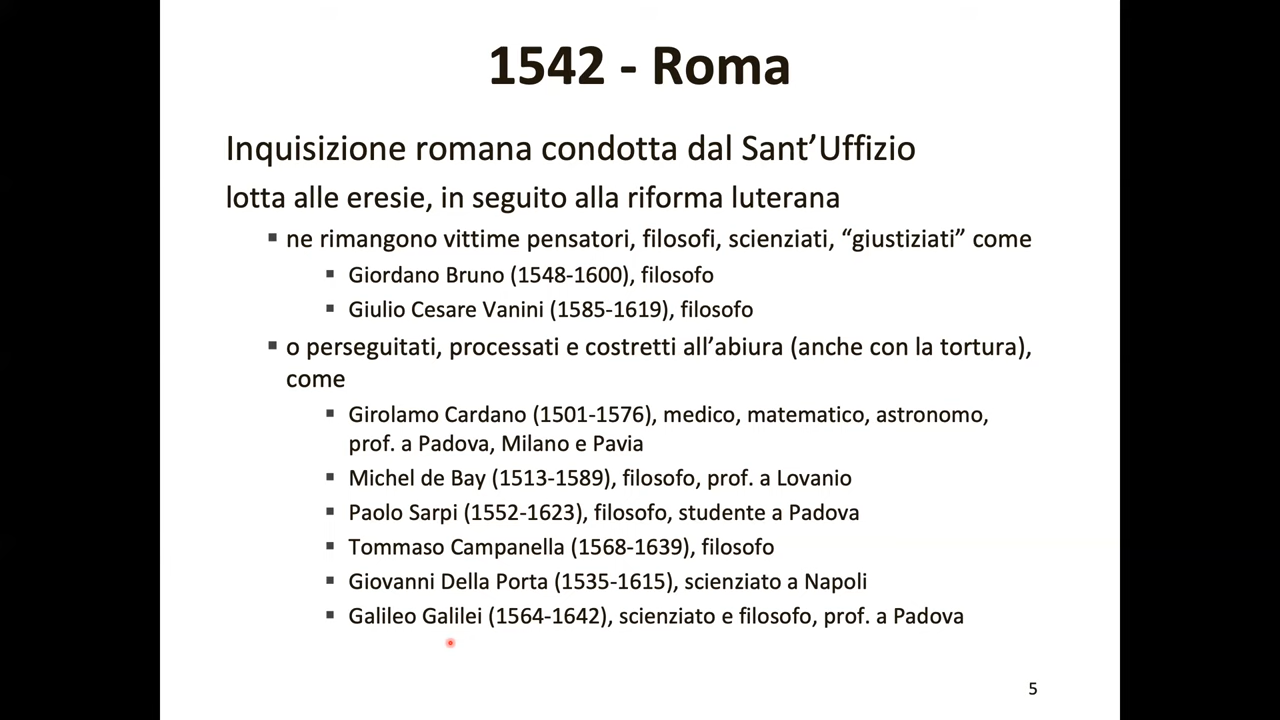 1542 - Roma
Inquisizione romana condotta dal Sant’Uffizio
lotta alle eresie, in seguito alla riforma luterana
▪ ne rimangono vittime pensatori, filosofi, scienziati, “giustiziati” come
▪ Giordano Bruno (1548-1600), filosofo
▪ Giulio Cesare Vanini (1585-1619), filosofo
▪ o perseguitati, processati e costretti all’abiura (anche con la tortura),
come
▪ Girolamo Cardano (1501-1576), medico, matematico, astronomo,
prof. a Padova, Milano e Pavia
▪ Michel de Bay (1513-1589), filosofo, prof. a Lovanio
▪ Paolo Sarpi (1552-1623), filosofo, studente a Padova
▪ Tommaso Campanella (1568-1639), filosofo
▪ Giovanni Della Porta (1535-1615), scienziato a Napoli
▪ Galileo Galilei (1564-1642), scienziato e filosofo, prof. a Padova
5